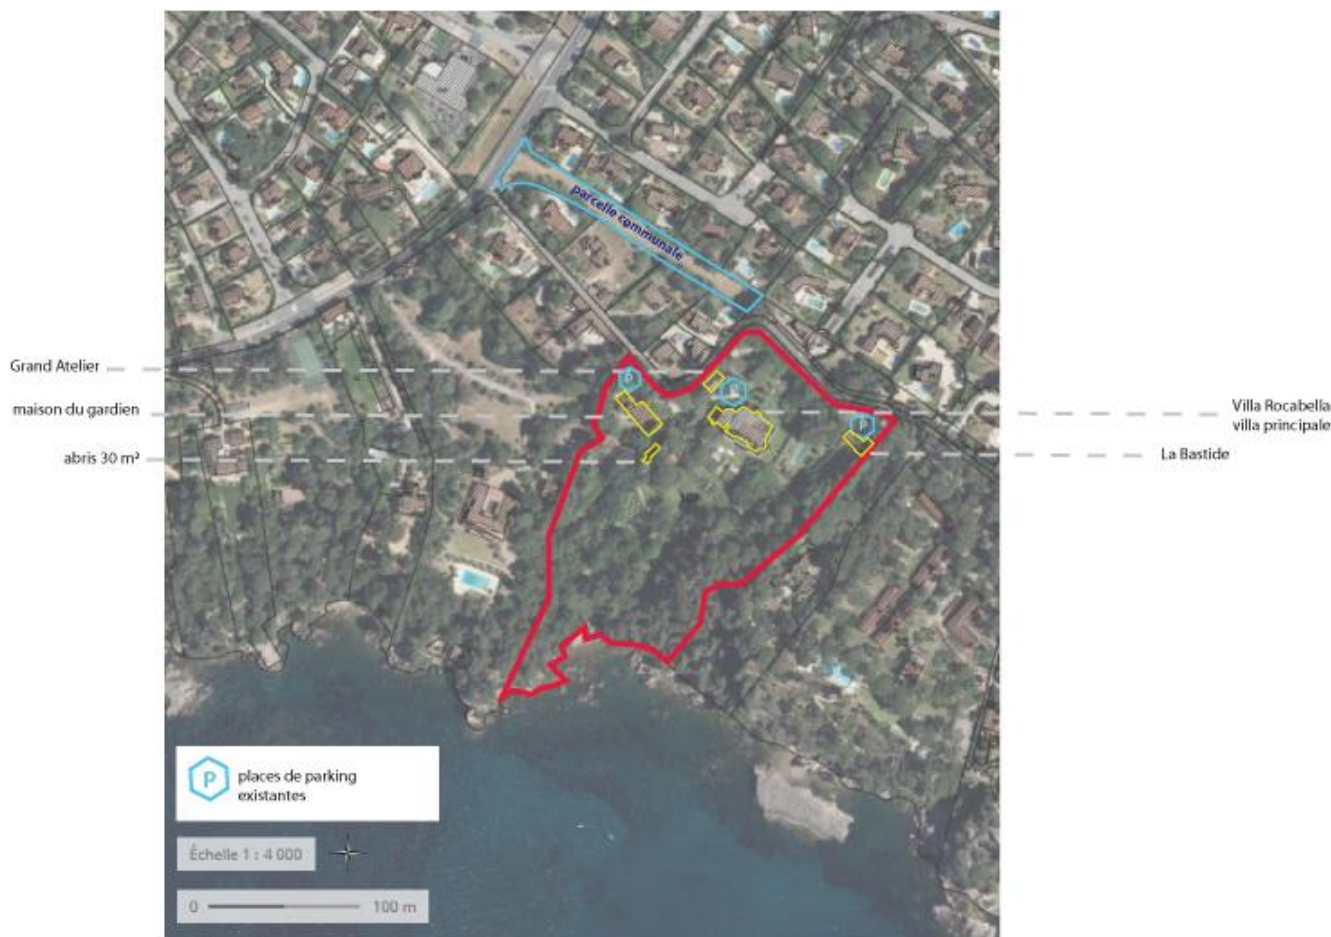 parcelle communale
Grand Atelier
maison du gardien
abris 30 m²
Villa Rocabella
villa principale
La Bastide
P
P
P
P
places de parking
existantes
Échelle 1 : 4 000
0
100 m